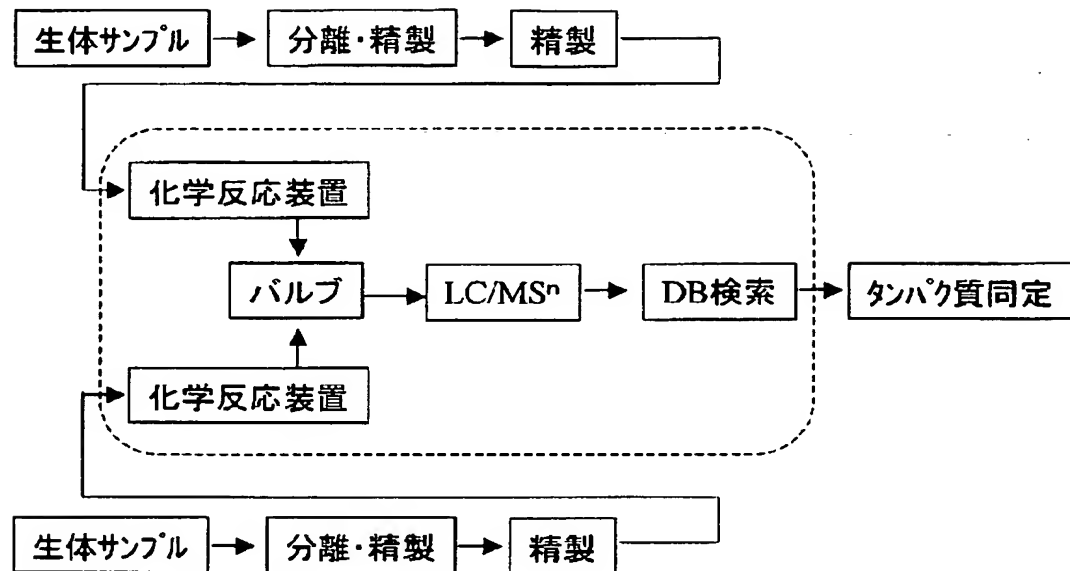 生体サンプル
分離・精製
精製
化学反応装置
バルブ
LC/MSⁿ
DB検索
タンパク質同定
化学反応装置
生体サンプル
分離・精製
精製